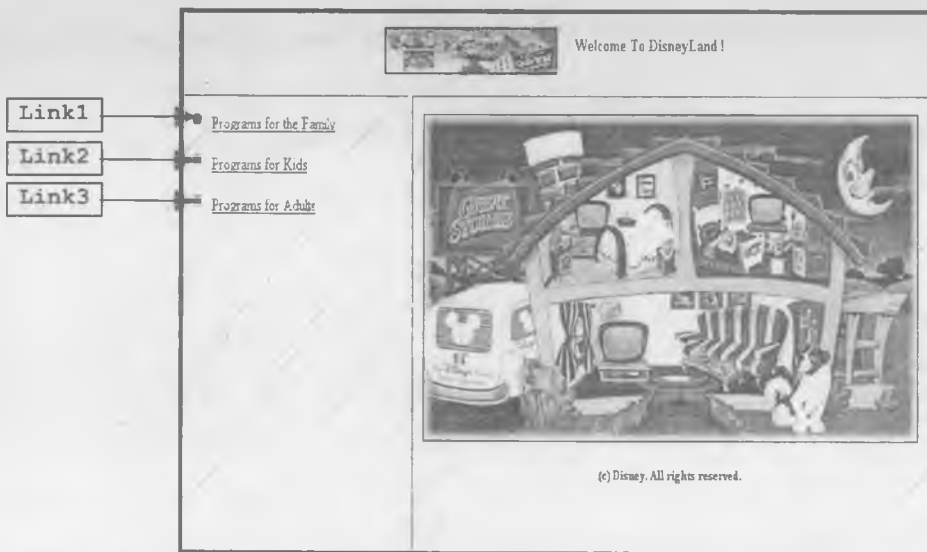 Welcome To DisneyLand !
Link1
Programs for the Family
Link2
Programs for Kids
Link3
Programs for Adults
(c) Disney. All rights reserved.